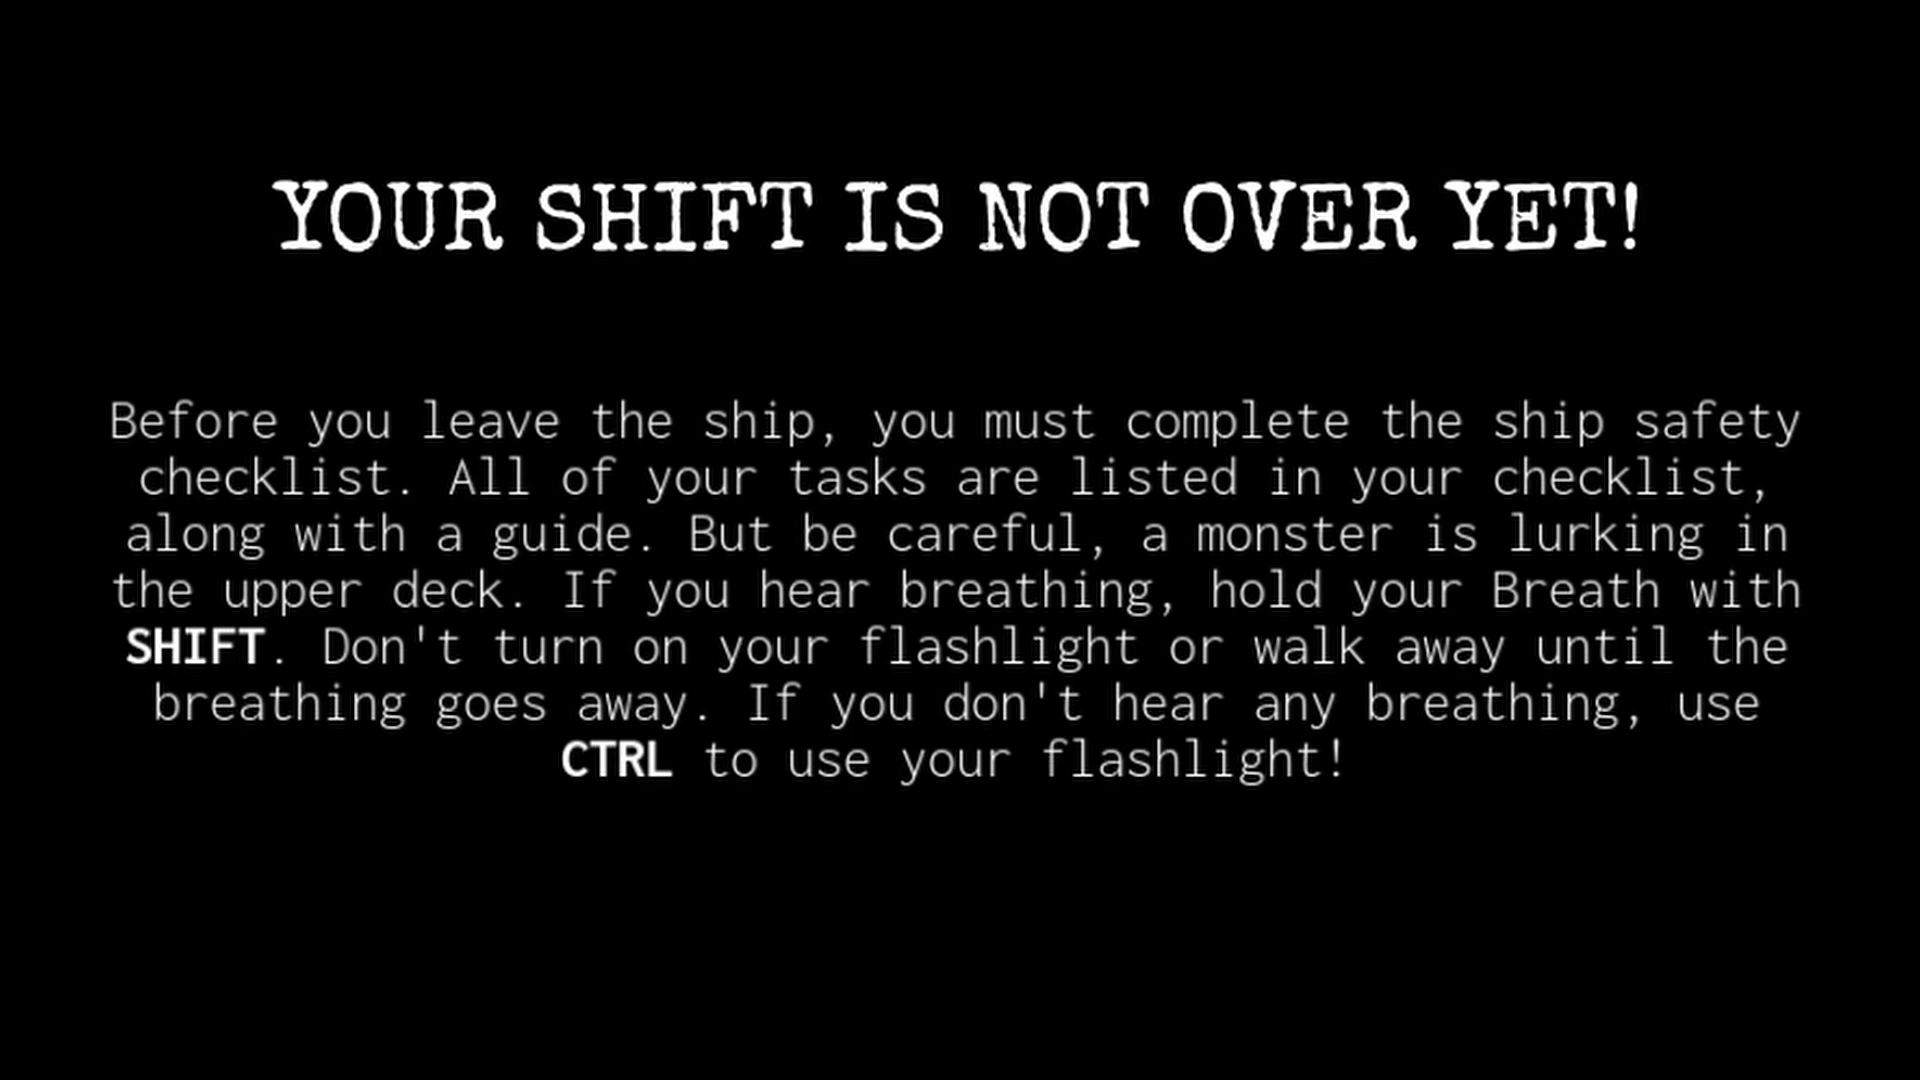 YOUR SHIFT IS NOT OVER YET!
Before you leave the ship, you must complete the ship safety
checklist. All of your tasks are listed in your checklist,
along with a guide. But be careful, a monster is lurking in
the upper deck. If you hear breathing, hold your Breath with
SHIFT. Don't turn on your flashlight or walk away until the
breathing goes away. If you don't hear any breathing, use
CTRL to use your flashlight!